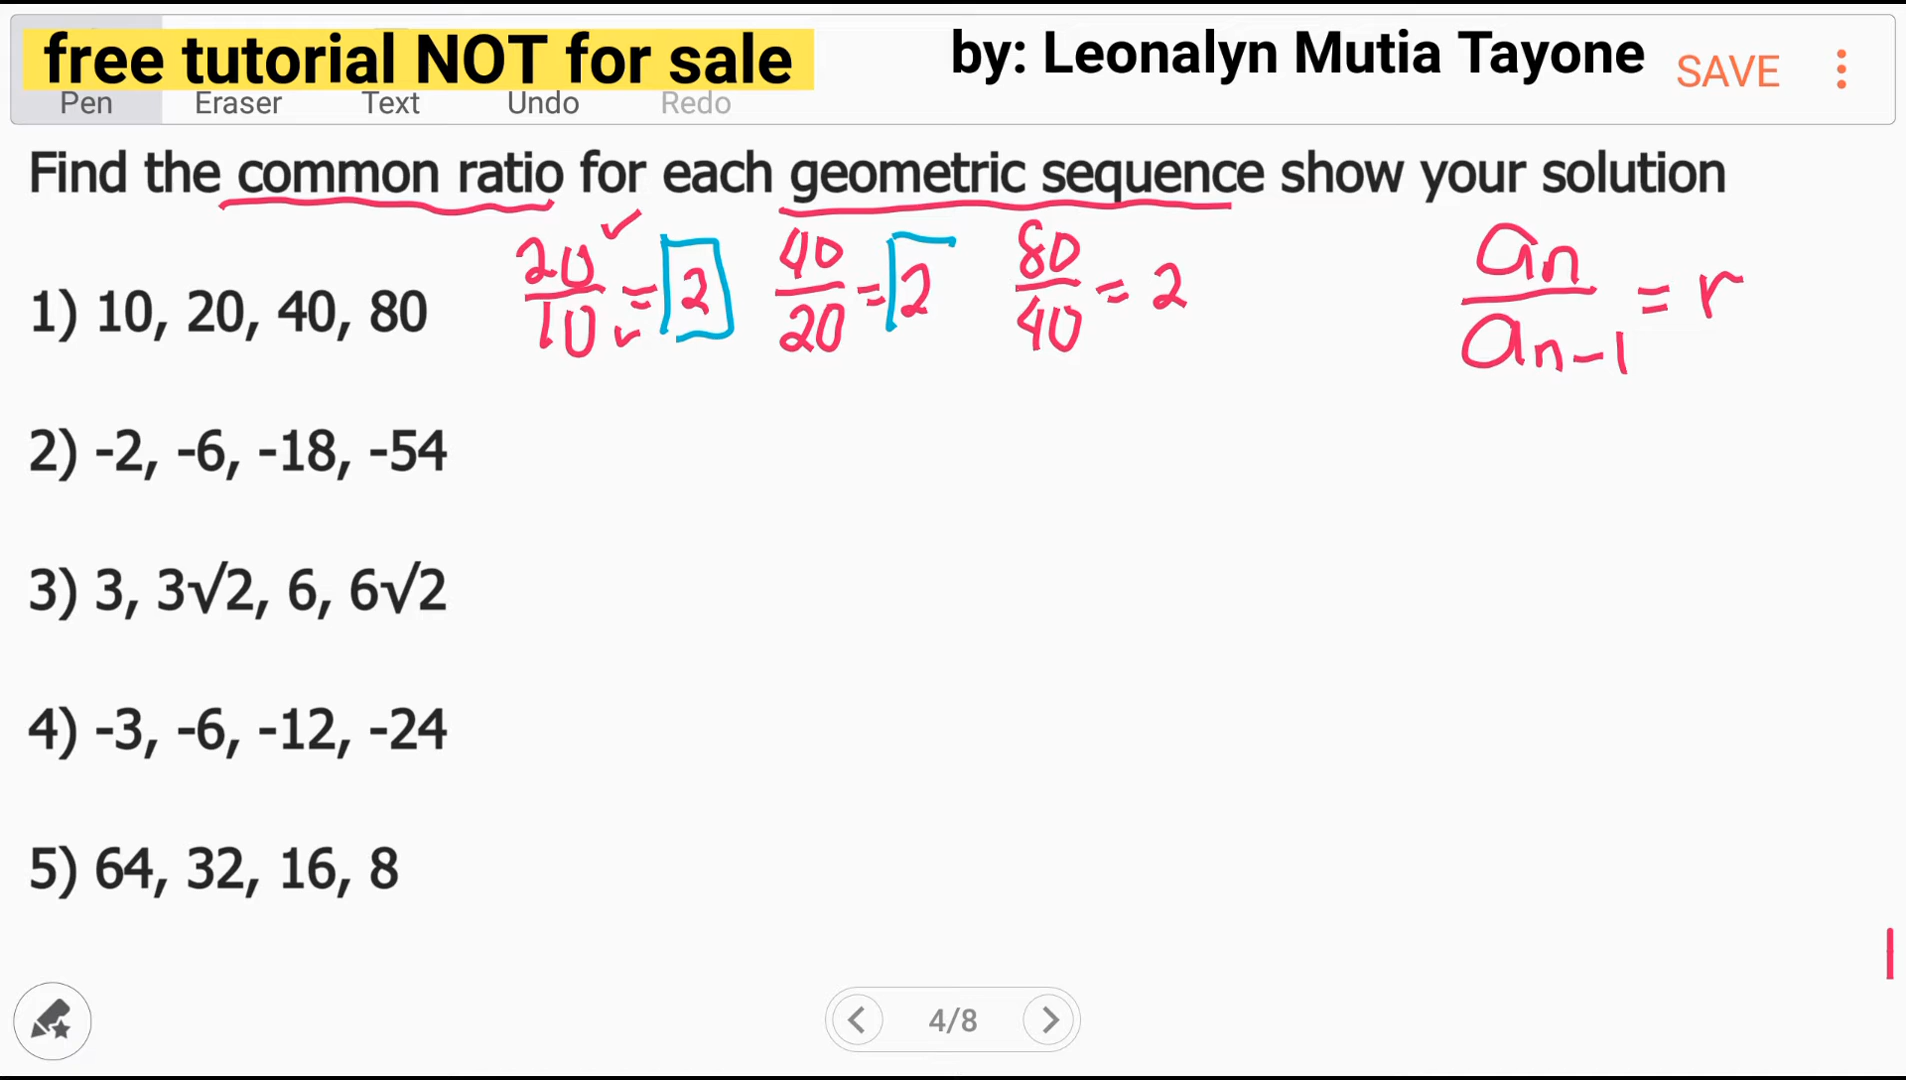 free tutorial NOT for sale by: Leonalyn Mutia Tayone SAVE
Pen Eraser Text Undo Redo
Find the common ratio for each geometric sequence show your solution
1) 10, 20, 40, 80 20/10 = 2 40/20 = 2 80/40 = 2 an/an-1 = r
2) -2, -6, -18, -54
3) 3, 3√2, 6, 6√2
4) -3, -6, -12, -24
5) 64, 32, 16, 8
4/8